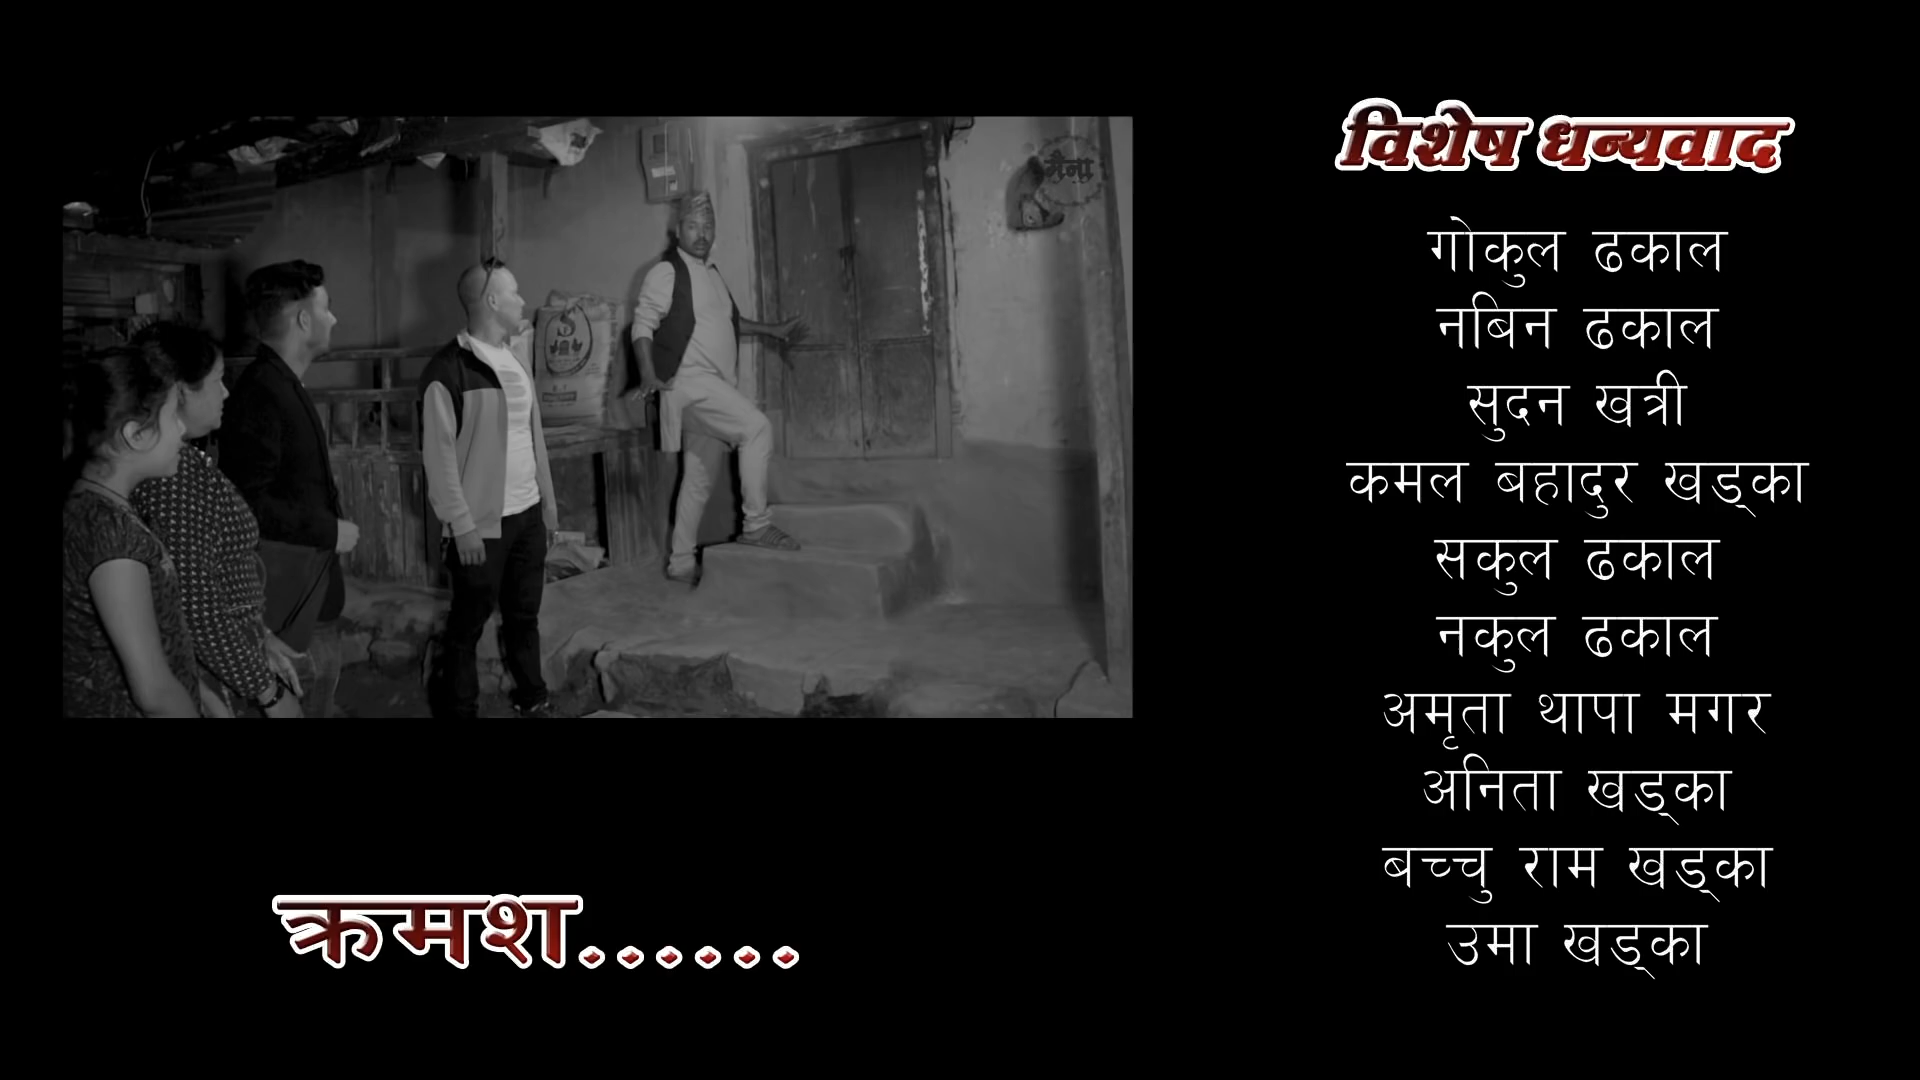 मैना
विशेष धन्यवाद
गोकुल ढकाल
नबिन ढकाल
सुदन खत्री
कमल बहादुर खड्का
सकुल ढकाल
नकुल ढकाल
अमृता थापा मगर
अनिता खड्का
बच्चु राम खड्का
उमा खड्का
क्रमश......